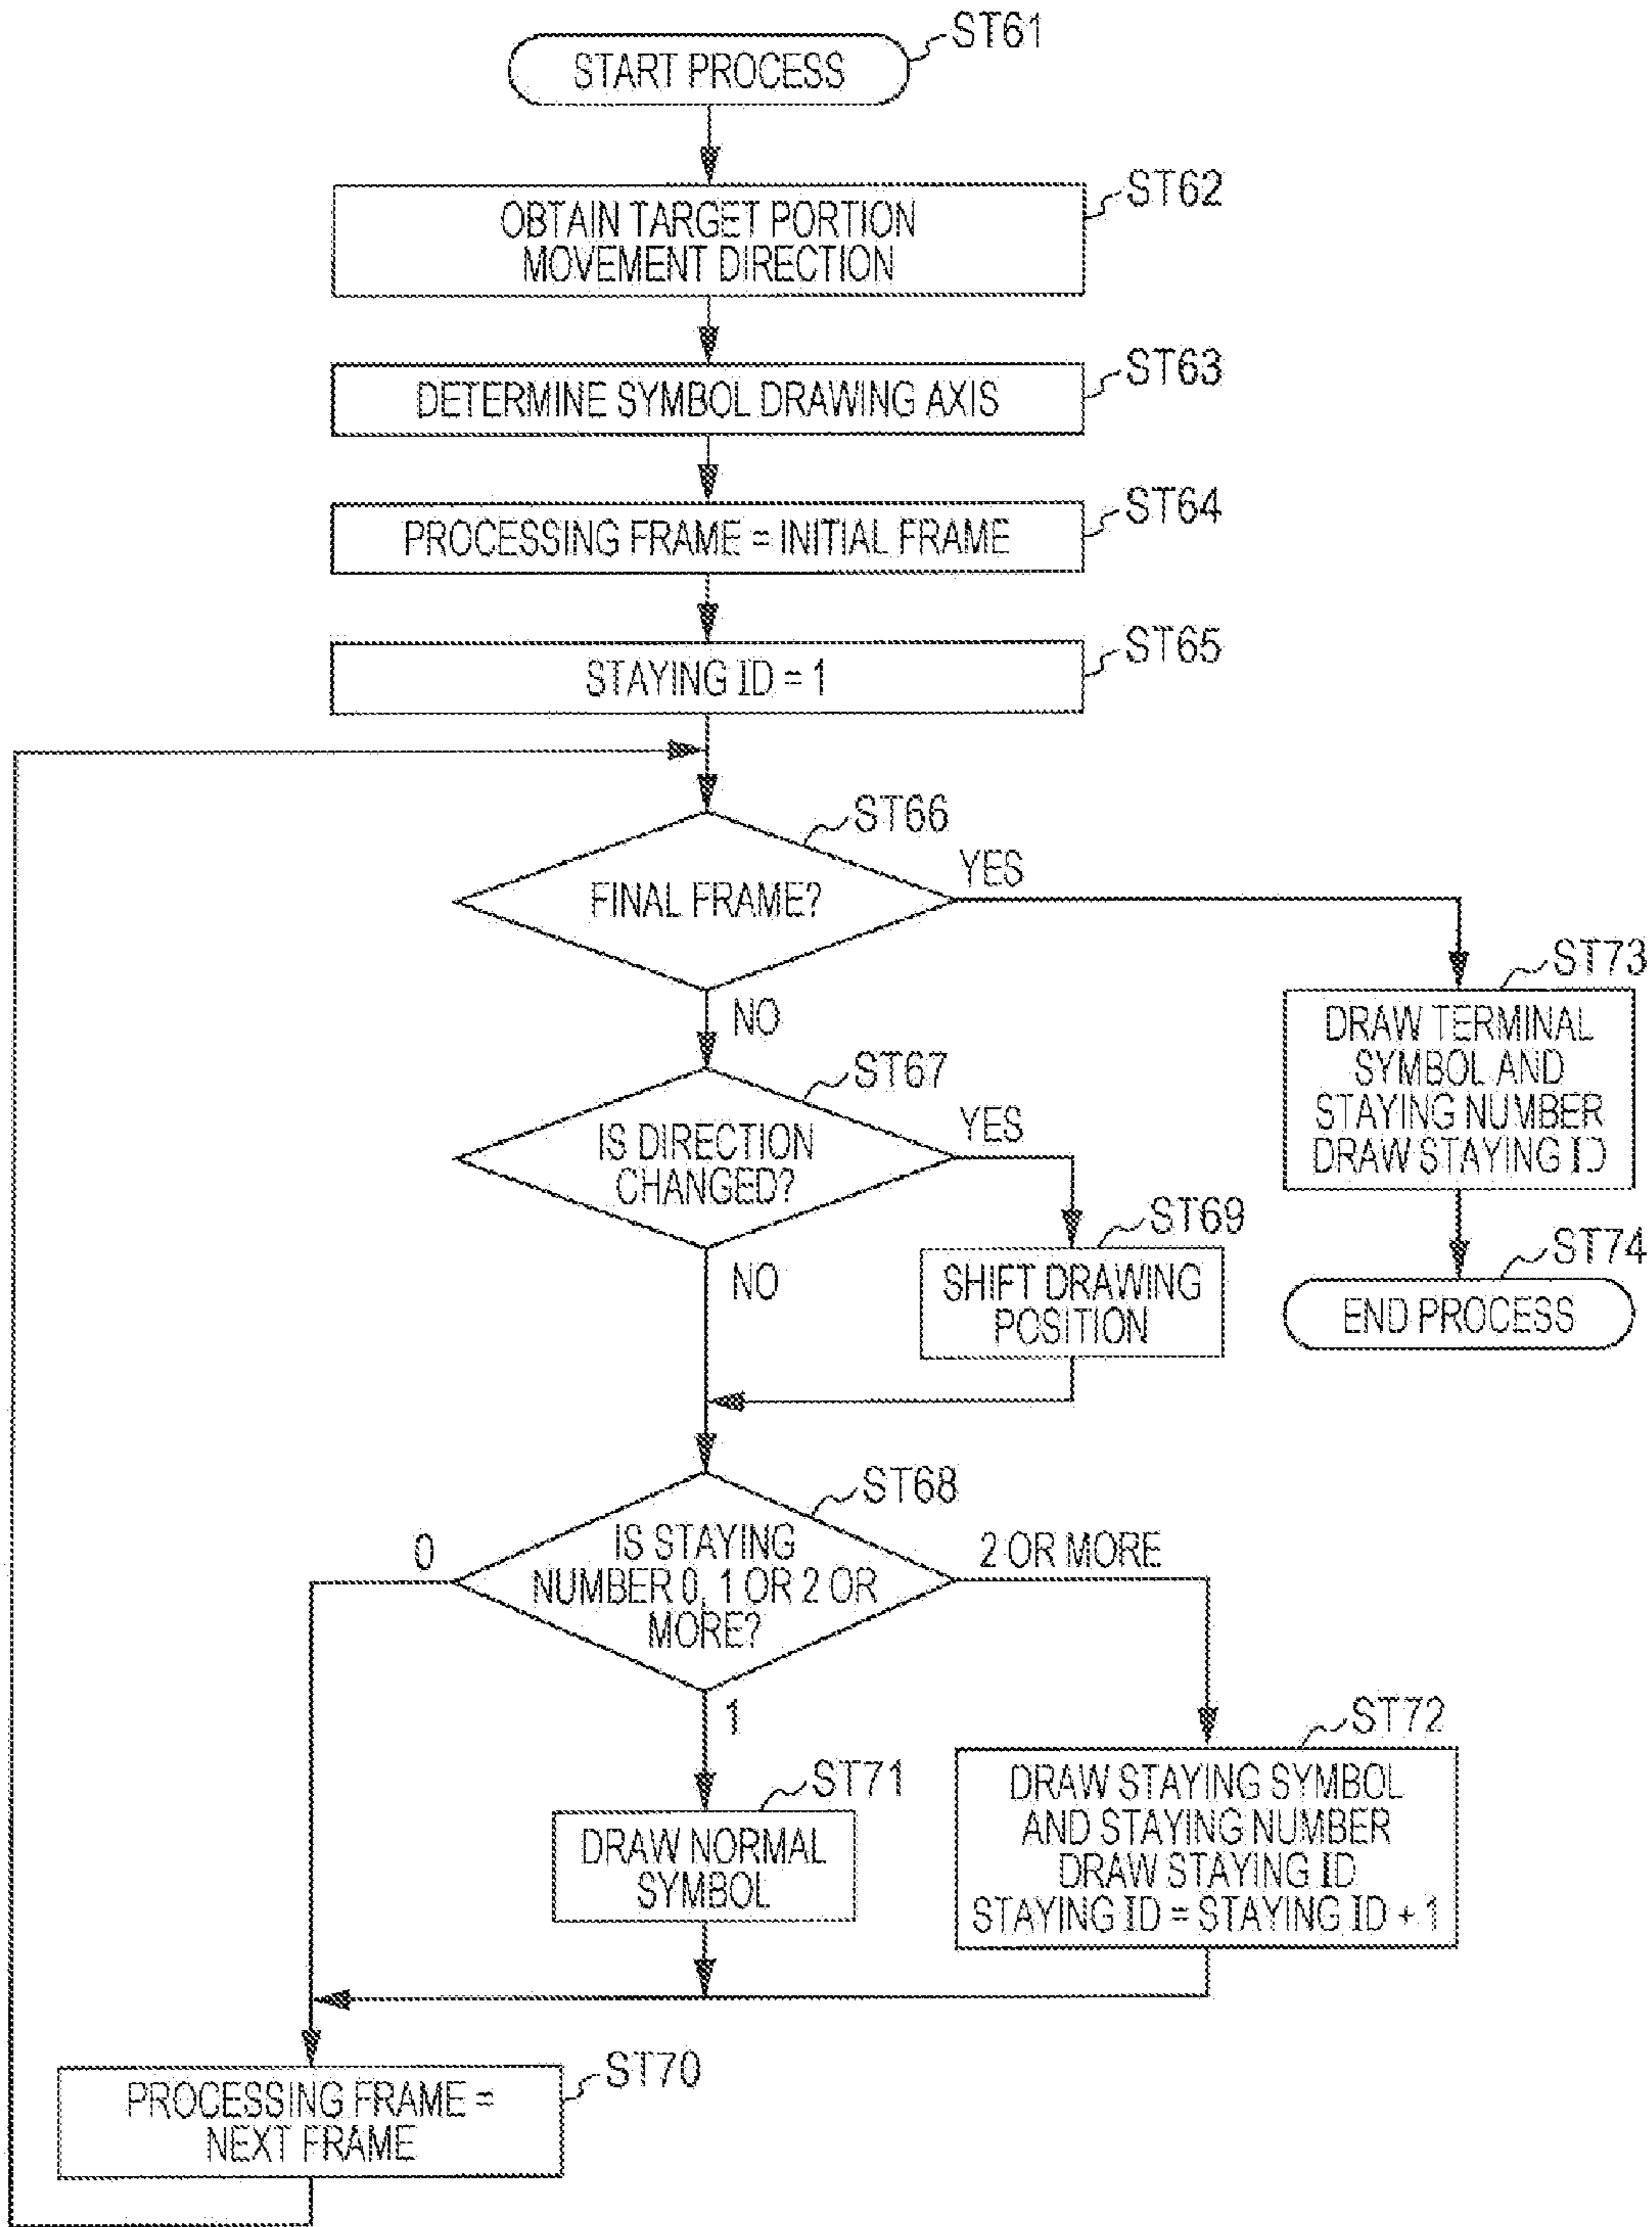 ST61
START PROCESS
ST62
OBTAIN TARGET PORTION
MOVEMENT DIRECTION
ST63
DETERMINE SYMBOL DRAWING AXIS
ST64
PROCESSING FRAME = INITIAL FRAME
ST65
STAYING ID = 1
ST66
FINAL FRAME?
YES
NO
ST73
DRAW TERMINAL
SYMBOL AND
STAYING NUMBER
DRAW STAYING ID
ST67
IS DIRECTION
CHANGED?
YES
NO
ST69
SHIFT DRAWING
POSITION
ST74
END PROCESS
ST68
IS STAYING
NUMBER 0, 1 OR 2 OR
MORE?
0
2 OR MORE
1
ST71
DRAW NORMAL
SYMBOL
ST72
DRAW STAYING SYMBOL
AND STAYING NUMBER
DRAW STAYING ID
STAYING ID = STAYING ID + 1
ST70
PROCESSING FRAME =
NEXT FRAME